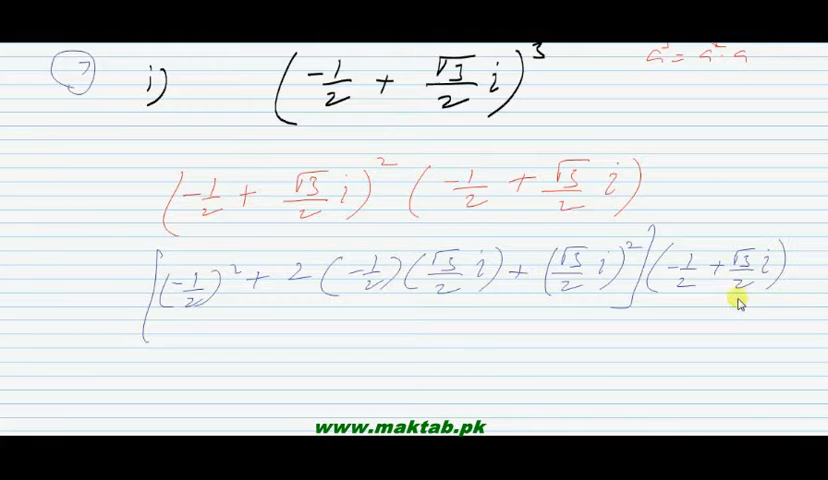 a³ = a² · a
7 i) (-1/2 + √3/2 i)³
(-1/2 + √3/2 i)² (-1/2 + √3/2 i)
[(-1/2)² + 2 (-1/2)(√3/2 i) + (√3/2 i)²] (-1/2 + √3/2 i)
www.maktab.pk